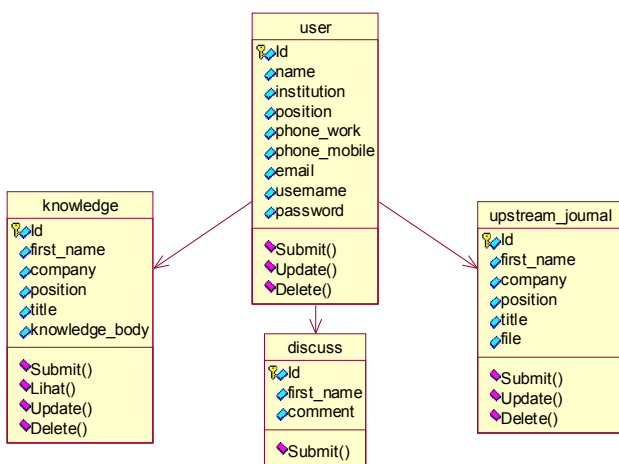 user
Id
name
institution
position
phone_work
phone_mobile
email
username
password
Submit()
Update()
Delete()
knowledge
Id
first_name
company
position
title
knowledge_body
Submit()
Lihat()
Update()
Delete()
discuss
Id
first_name
comment
Submit()
upstream_journal
Id
first_name
company
position
title
file
Submit()
Update()
Delete()